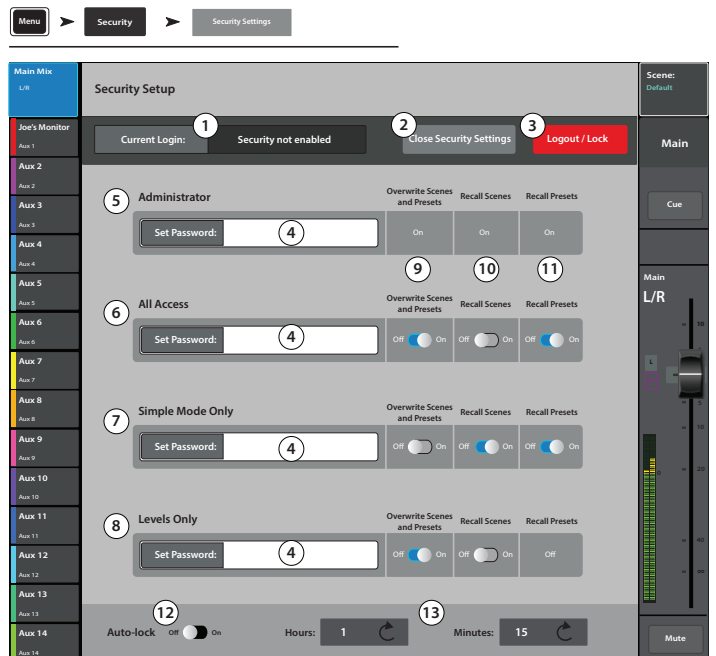 Menu
Security
Security Settings
Main Mix
L/R
Security Setup
Scene:
Default
1
2
3
Current Login:
Security not enabled
Close Security Settings
Logout / Lock
Joe's Monitor
Aux 1
Aux 2
Aux 2
Aux 3
Aux 3
Aux 4
Aux 4
Aux 5
Aux 5
Aux 6
Aux 6
Aux 7
Aux 7
Aux 8
Aux 8
Aux 9
Aux 9
Aux 10
Aux 10
Aux 11
Aux 11
Aux 12
Aux 12
Aux 13
Aux 13
Aux 14
Aux 14
5
Administrator
Overwrite Scenes
and Presets
Recall Scenes
Recall Presets
Set Password:
4
On
On
On
9
10
11
6
All Access
Overwrite Scenes
and Presets
Recall Scenes
Recall Presets
Set Password:
4
Off On
Off On
Off On
7
Simple Mode Only
Overwrite Scenes
and Presets
Recall Scenes
Recall Presets
Set Password:
4
Off On
Off On
Off On
8
Levels Only
Overwrite Scenes
and Presets
Recall Scenes
Recall Presets
Set Password:
4
Off On
Off On
Off
12
13
Auto-lock
Off On
Hours:
1
Minutes:
15
Main
Cue
Main
L/R
10
L
5
10
0
20
40
Mute